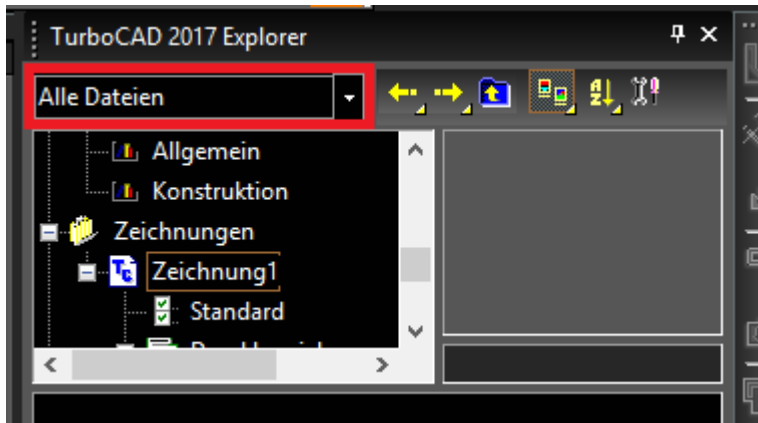 TurboCAD 2017 Explorer
Alle Dateien
Allgemein
Konstruktion
Zeichnungen
Zeichnung1
Standard